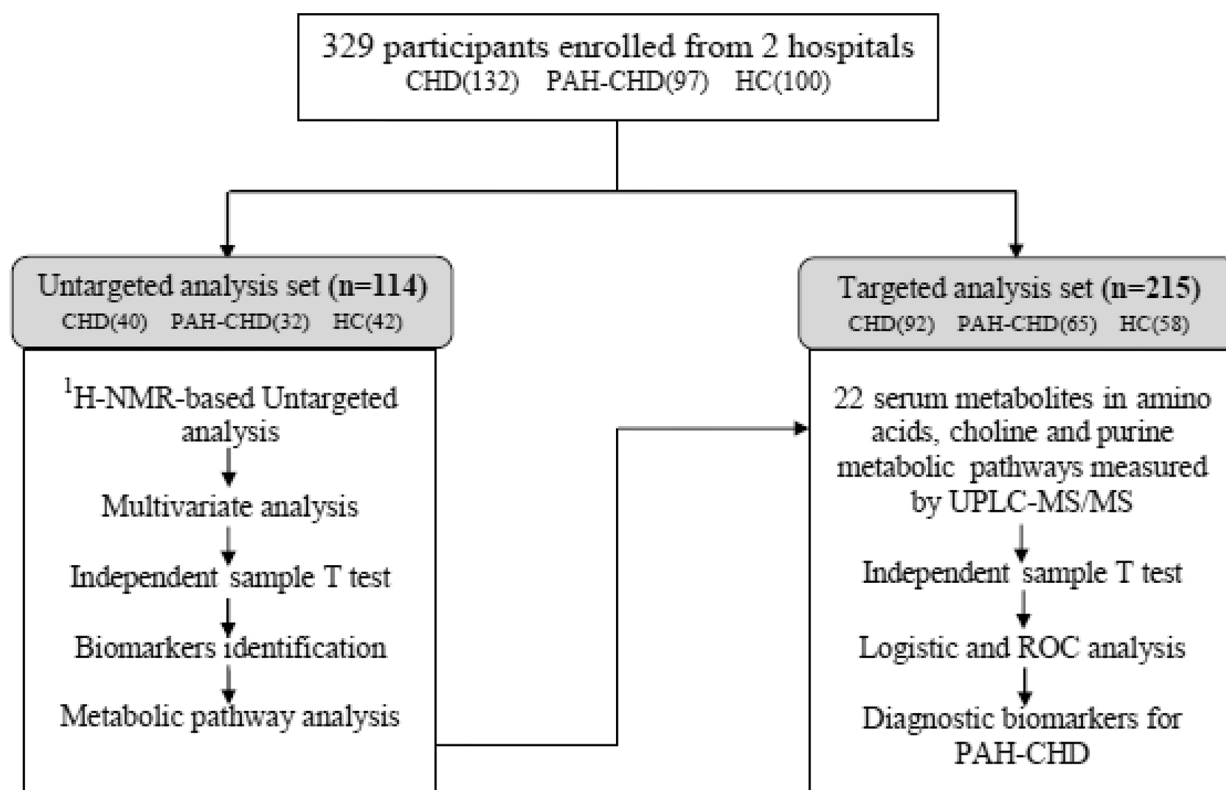 329 participants enrolled from 2 hospitals
CHD(132) PAH-CHD(97) HC(100)
Untargeted analysis set (n=114)
CHD(40) PAH-CHD(32) HC(42)
¹H-NMR-based Untargeted
analysis
Multivariate analysis
Independent sample T test
Biomarkers identification
Metabolic pathway analysis
Targeted analysis set (n=215)
CHD(92) PAH-CHD(65) HC(58)
22 serum metabolites in amino
acids, choline and purine
metabolic pathways measured
by UPLC-MS/MS
Independent sample T test
Logistic and ROC analysis
Diagnostic biomarkers for
PAH-CHD